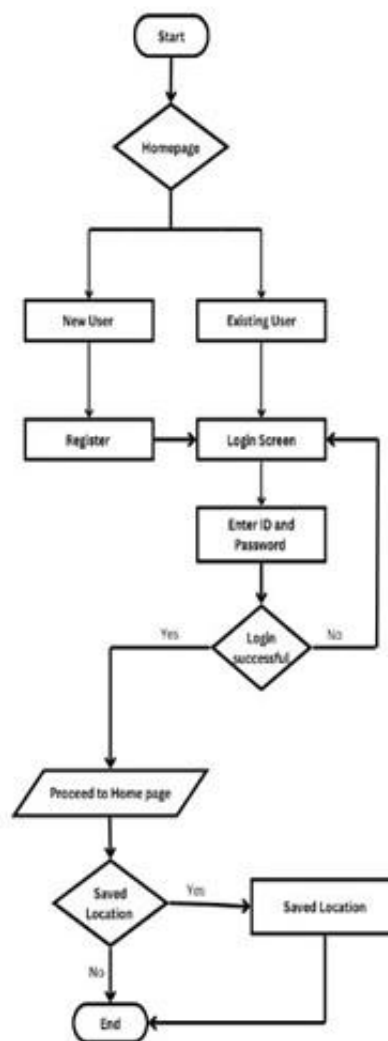 Start
Homepage
New User
Existing User
Register
Login Screen
Enter ID and
Password
Yes
Login
successful
No
Proceed to Home page
Saved
Location
Yes
Saved Location
No
End